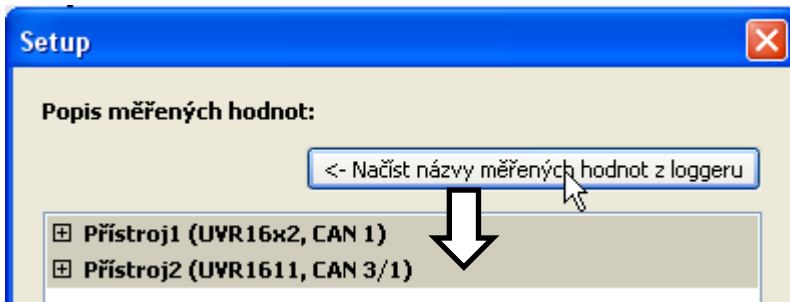 Setup
Popis měřených hodnot:
<- Načíst názvy měřených hodnot z loggeru
Přístroj1 (UVR16x2, CAN 1)
Přístroj2 (UVR1611, CAN 3/1)